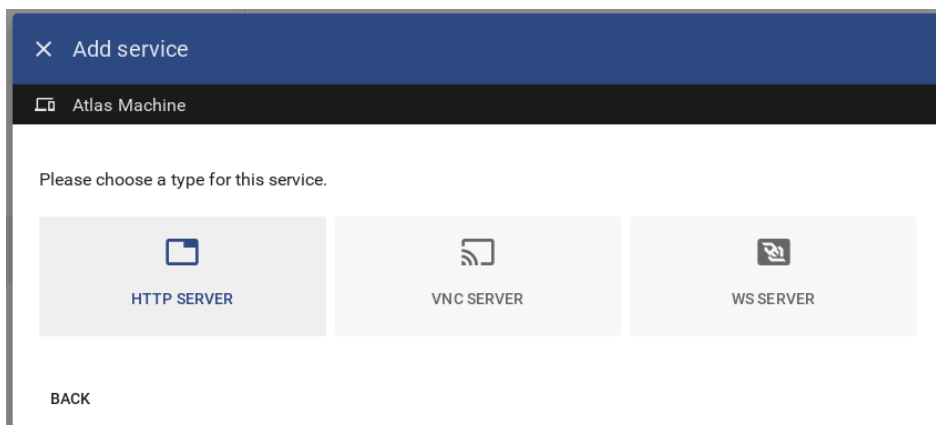 Add service
Atlas Machine
Please choose a type for this service.
HTTP SERVER
VNC SERVER
WS SERVER
BACK